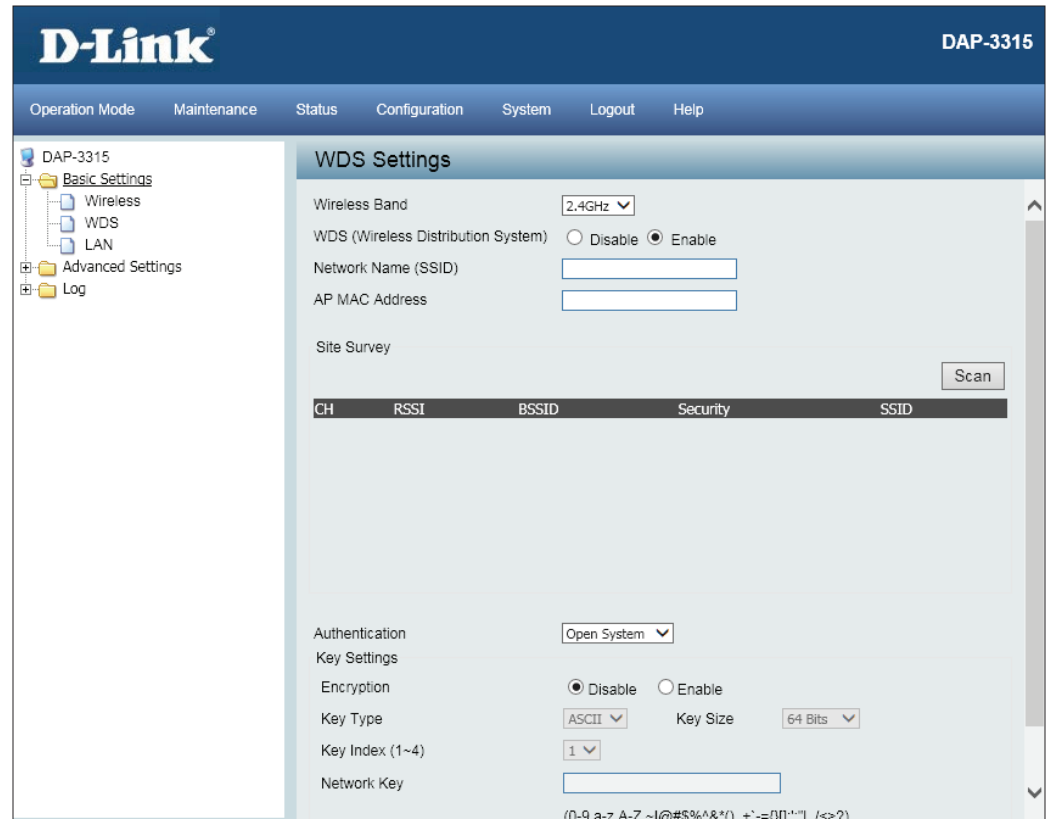 D-Link®
DAP-3315
Operation Mode Maintenance Status Configuration System Logout Help
DAP-3315
Basic Settings
Wireless
WDS
LAN
Advanced Settings
Log
WDS Settings
Wireless Band 2.4GHz
WDS (Wireless Distribution System) Disable Enable
Network Name (SSID)
AP MAC Address
Site Survey
Scan
CH RSSI BSSID Security SSID
Authentication Open System
Key Settings
Encryption Disable Enable
Key Type ASCII Key Size 64 Bits
Key Index (1~4) 1
Network Key
(0-9,a-z,A-Z,~!@#$%^&*()